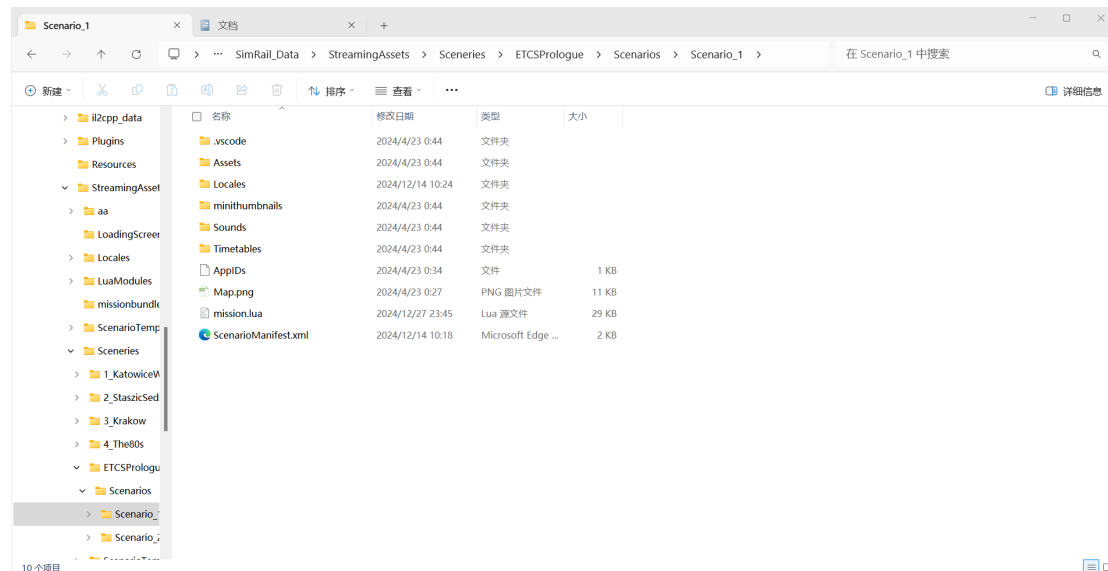 Scenario_1
文档
… SimRail_Data > StreamingAssets > Sceneries > ETCSPrologue > Scenarios > Scenario_1 >
在 Scenario_1 中搜索
新建
排序
查看
详细信息
il2cpp_data
Plugins
Resources
StreamingAsset
aa
LoadingScreen
Locales
LuaModules
missionbundle
ScenarioTemp
Sceneries
1_KatowiceW
2_StaszicSed
3_Krakow
4_The80s
ETCSPrologu
Scenarios
Scenario_1
Scenario_2
名称 修改日期 类型 大小
.vscode 2024/4/23 0:44 文件夹
Assets 2024/4/23 0:44 文件夹
Locales 2024/12/14 10:24 文件夹
minithumbnails 2024/4/23 0:44 文件夹
Sounds 2024/4/23 0:44 文件夹
Timetables 2024/4/23 0:44 文件夹
AppIDs 2024/4/23 0:34 文件 1 KB
Map.png 2024/4/23 0:27 PNG 图片文件 11 KB
mission.lua 2024/12/27 23:45 Lua 源文件 29 KB
ScenarioManifest.xml 2024/12/14 10:18 Microsoft Edge ... 2 KB
10 个项目